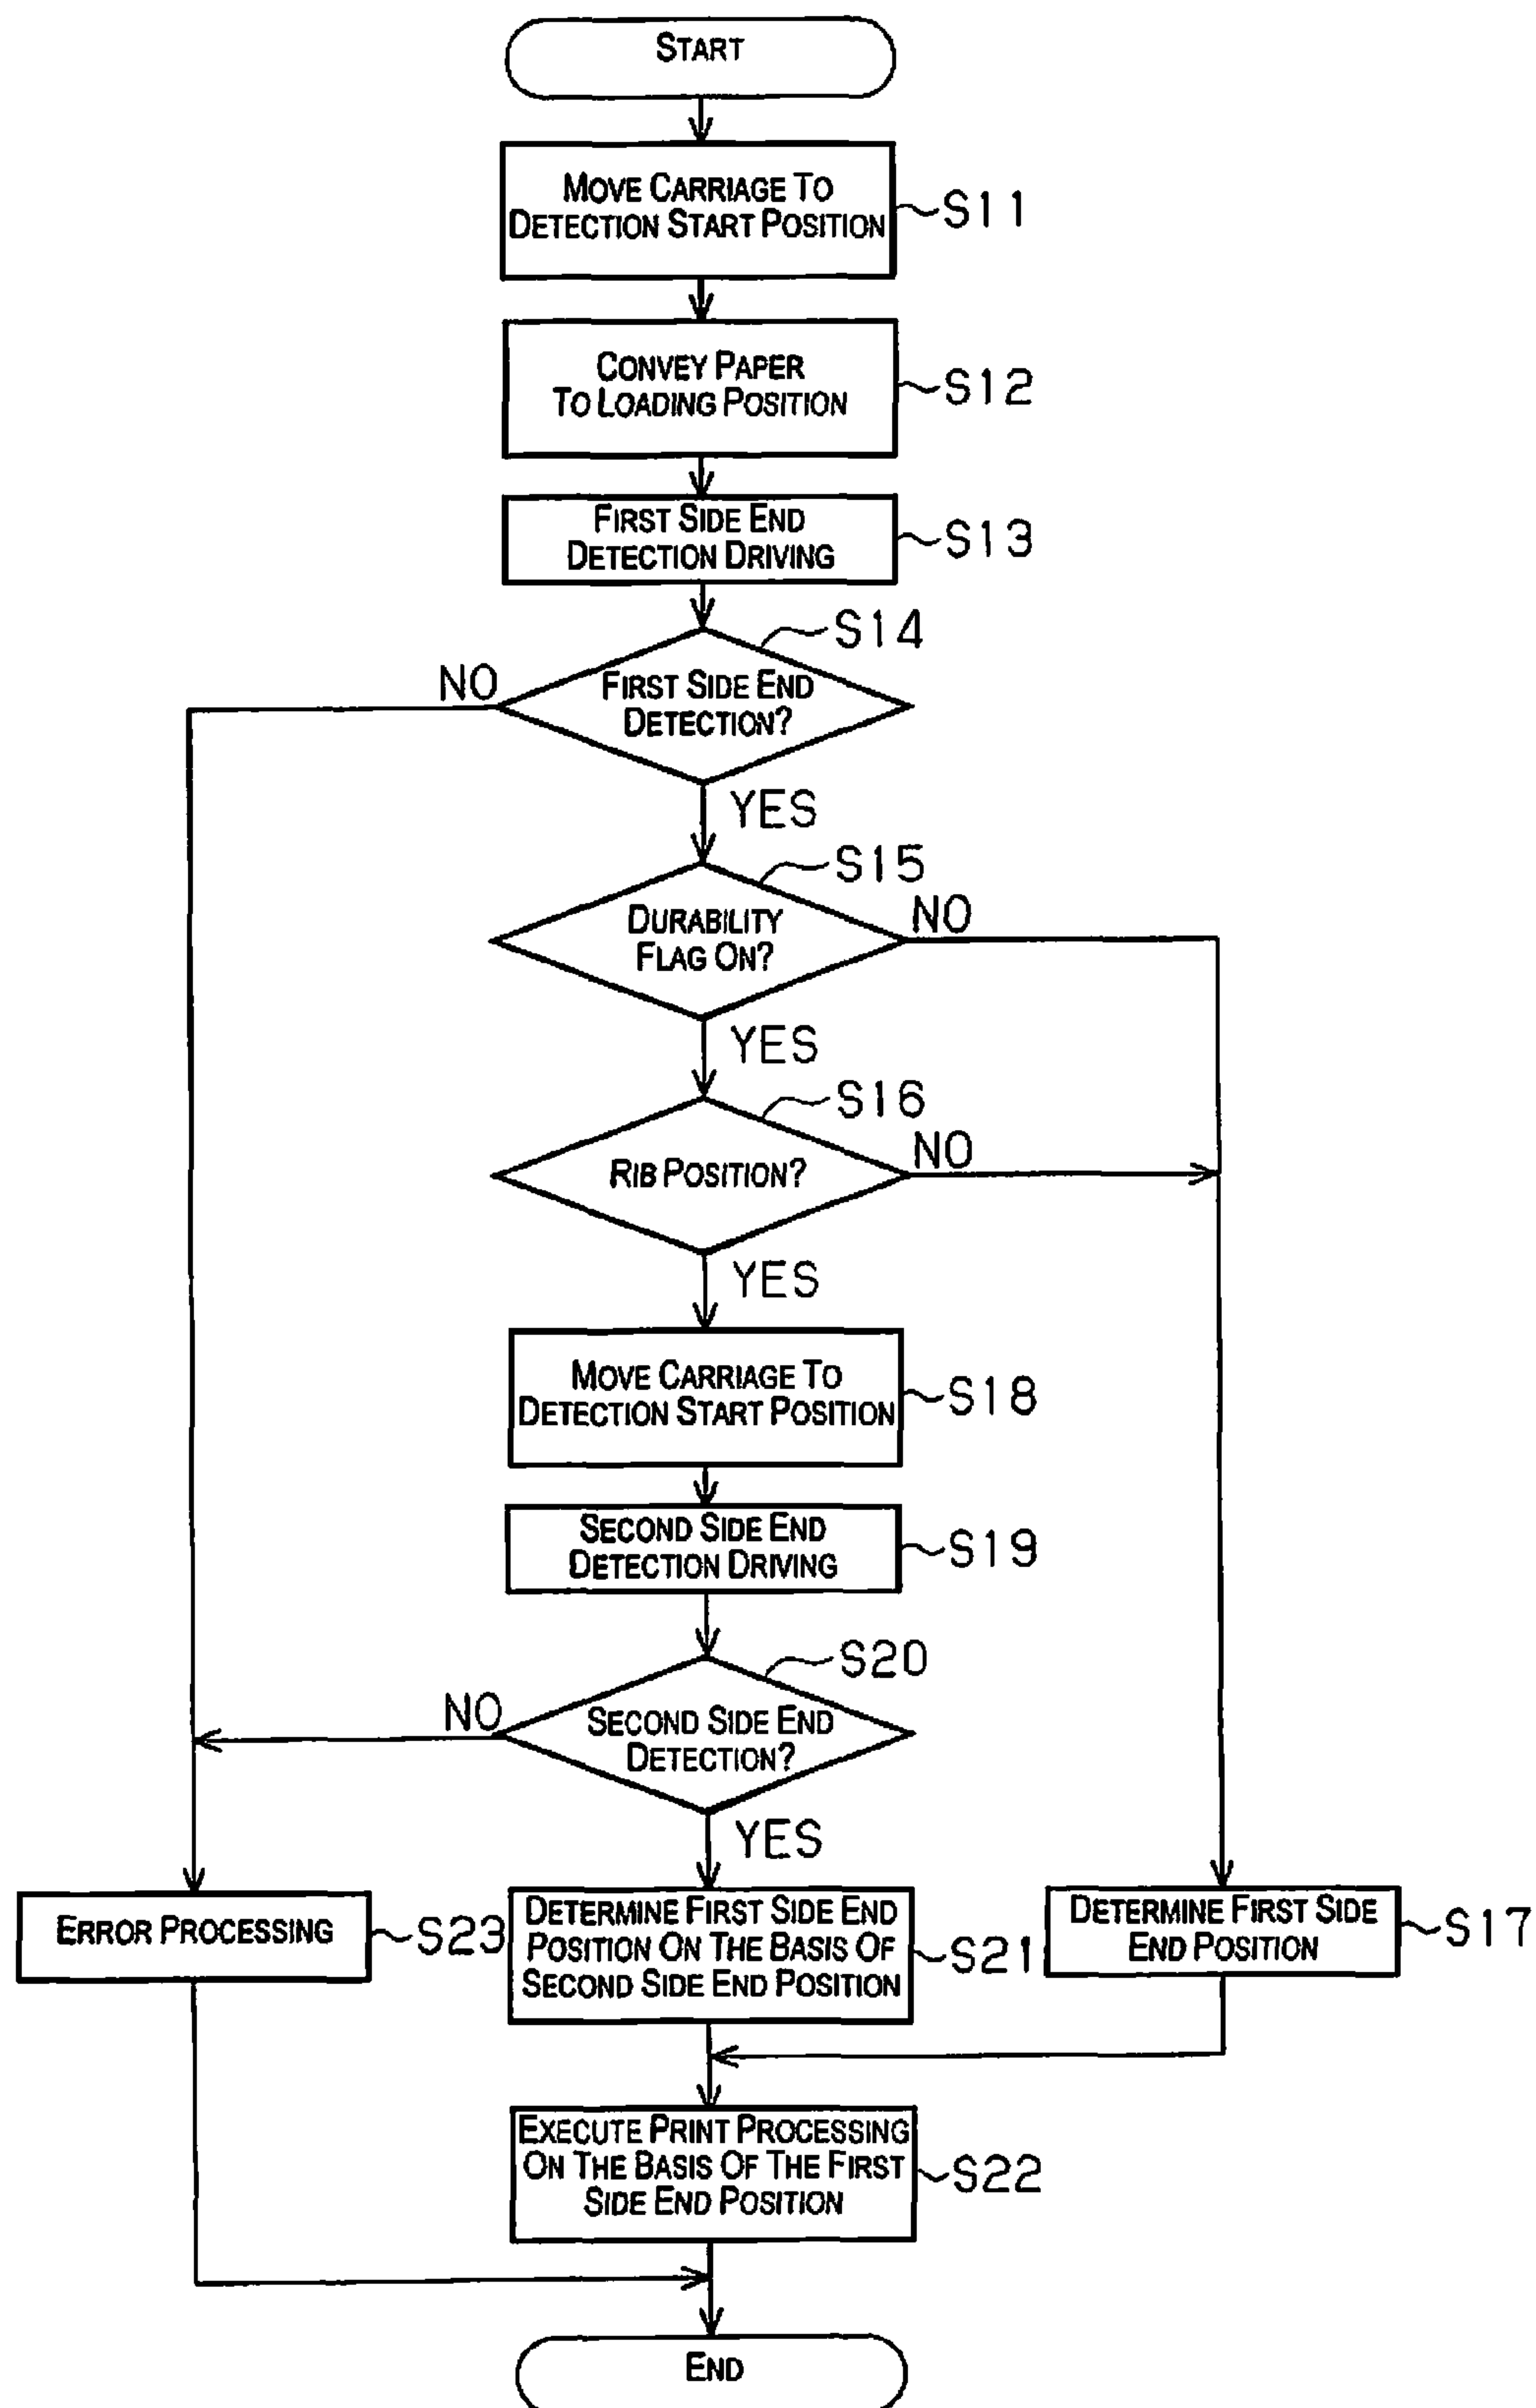 START
MOVE CARRIAGE TO
DETECTION START POSITION
S11
CONVEY PAPER
TO LOADING POSITION
S12
FIRST SIDE END
DETECTION DRIVING
S13
S14
NO
FIRST SIDE END
DETECTION?
YES
S15
DURABILITY
FLAG ON?
NO
YES
S16
RIB POSITION?
NO
YES
MOVE CARRIAGE TO
DETECTION START POSITION
S18
SECOND SIDE END
DETECTION DRIVING
S19
S20
NO
SECOND SIDE END
DETECTION?
YES
ERROR PROCESSING
S23
DETERMINE FIRST SIDE END
POSITION ON THE BASIS OF
SECOND SIDE END POSITION
S21
DETERMINE FIRST SIDE
END POSITION
S17
EXECUTE PRINT PROCESSING
ON THE BASIS OF THE FIRST
SIDE END POSITION
S22
END